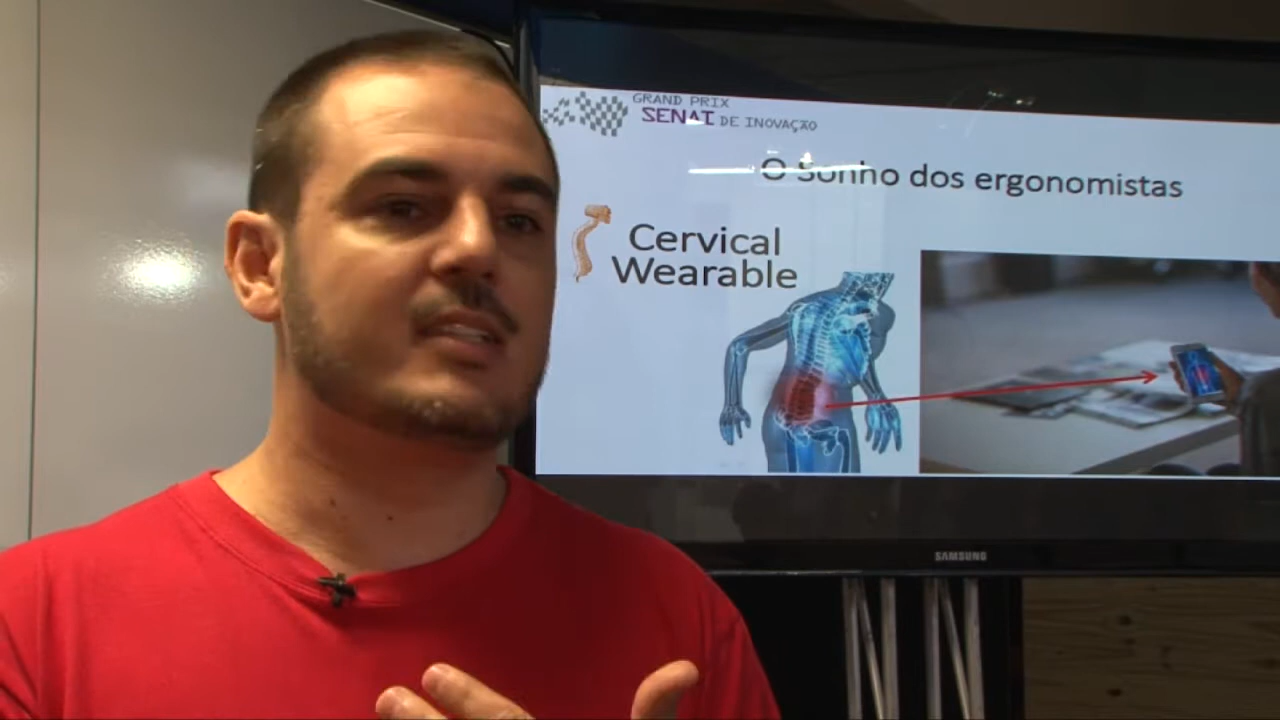 GRAND PRIX
SENAI DE INOVAÇÃO
O Sonho dos ergonomistas
Cervical
Wearable
SAMSUNG